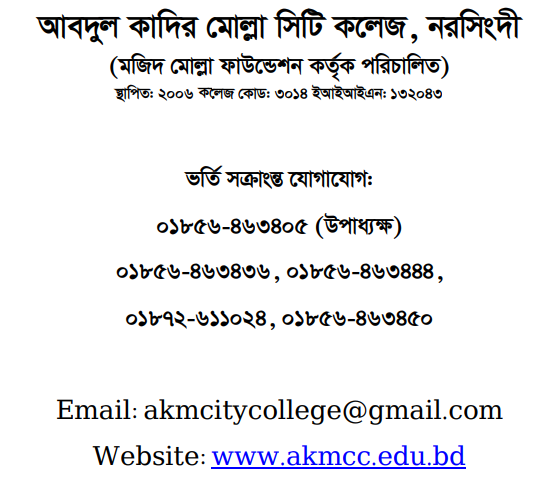 আবদুল কাদির মোল্লা সিটি কলেজ, নরসিংদী
(মজিদ মোল্লা ফাউন্ডেশন কর্তৃক পরিচালিত)
স্থাপিত: ২০০৬ কলেজ কোড: ৩০১৪ ইআইআইএন: ১৩২০৪৩
ভর্তি সক্রাংন্ত যোগাযোগ:
০১৮৫৬-৪৬৩৪০৫ (উপাধ্যক্ষ)
০১৮৫৬-৪৬৩৪৩৬, ০১৮৫৬-৪৬৩৪৪৪,
০১৮৭২-৬১১০২৪, ০১৮৫৬-৪৬৩৪৫০
Email: akmcitycollege@gmail.com
Website: www.akmcc.edu.bd